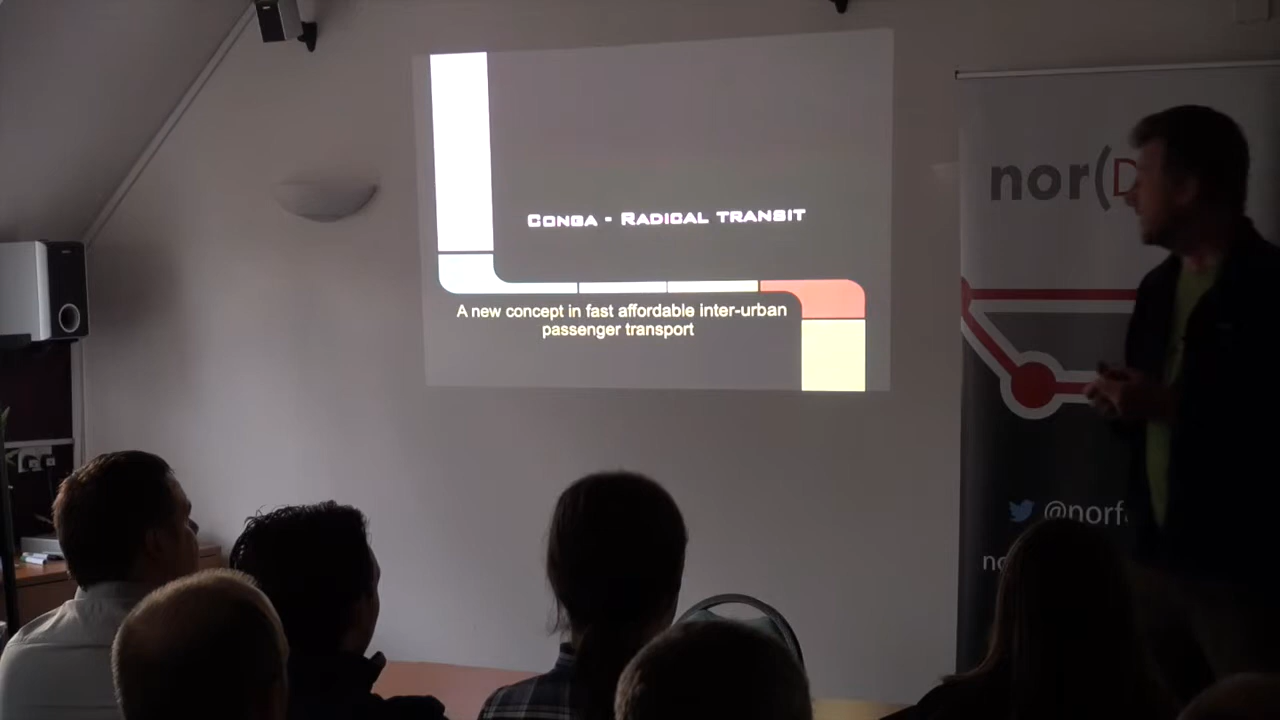 Conga - Radical transit
A new concept in fast affordable inter-urban
passenger transport
nor(D
@norf